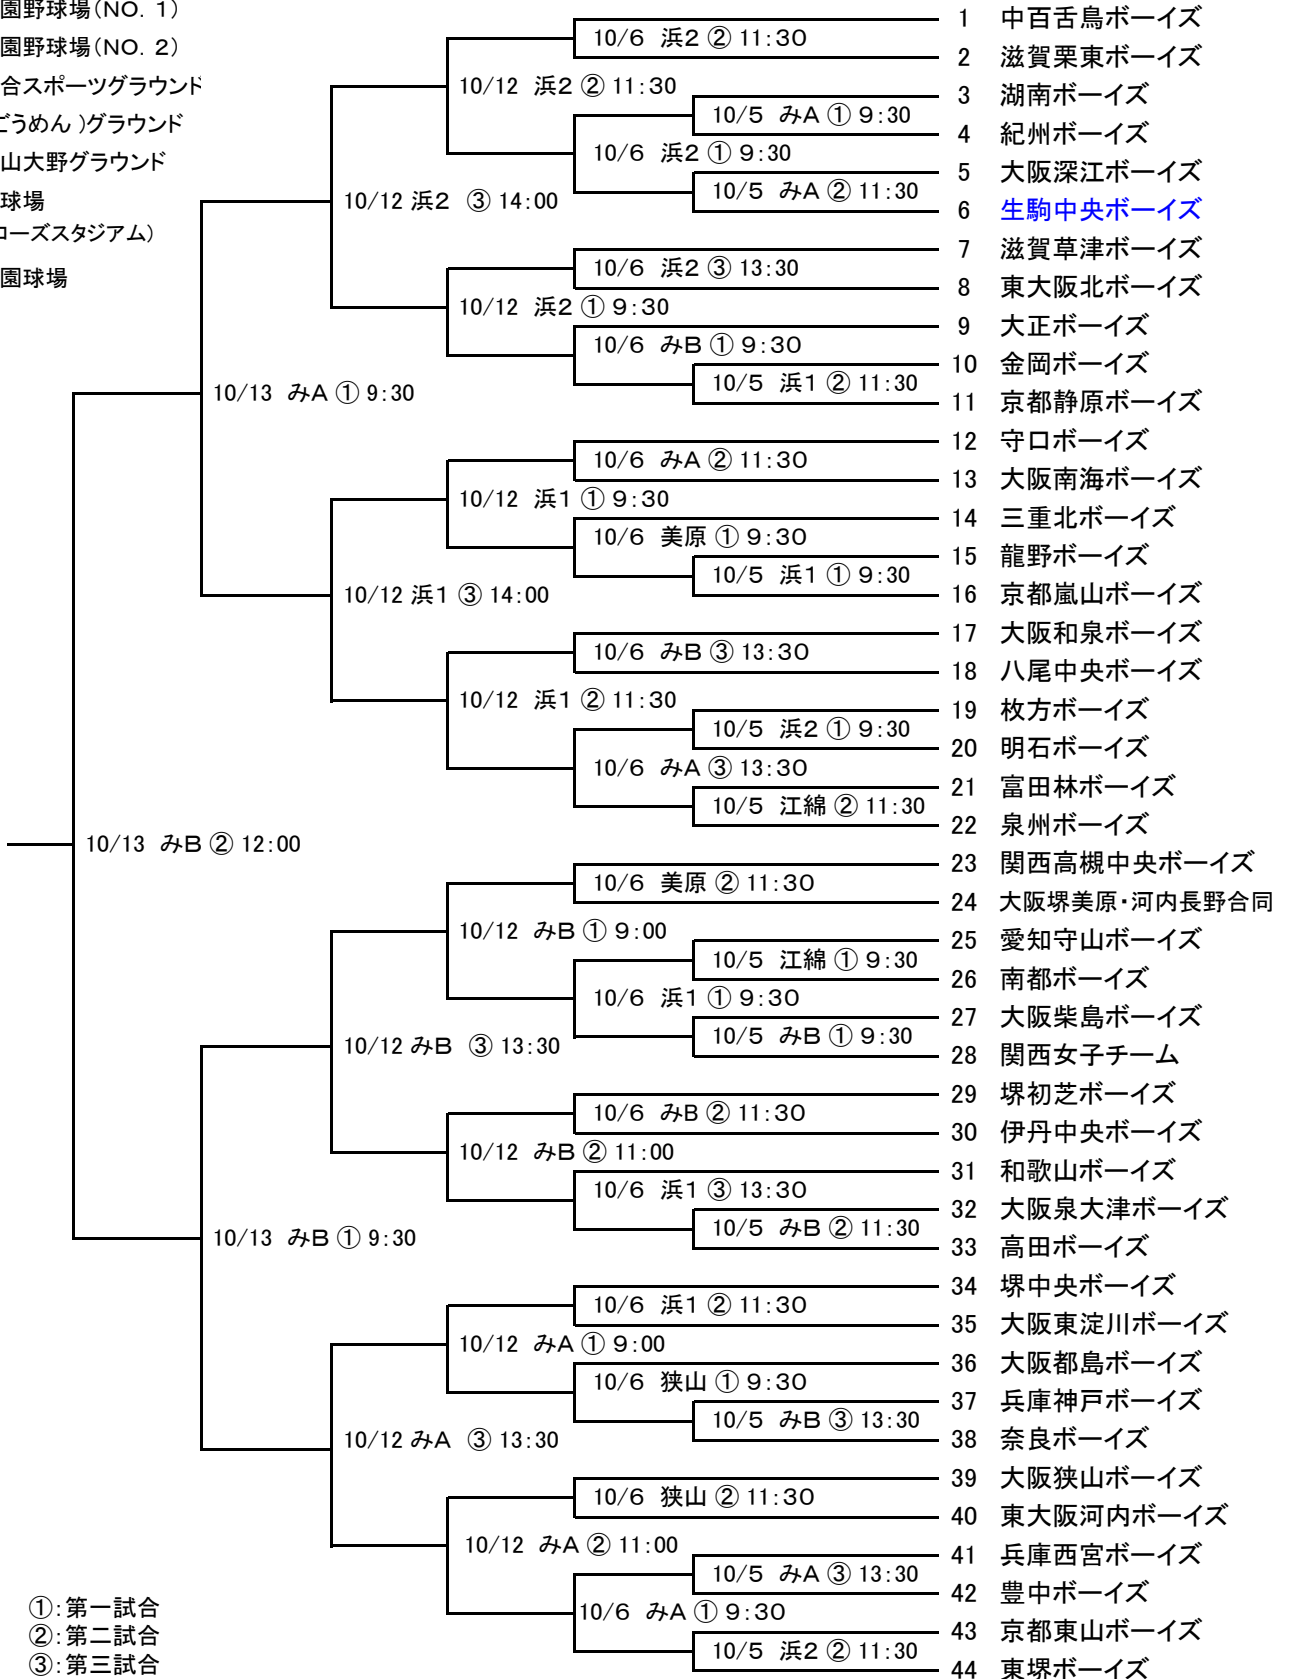 園野球場(NO. 1)
園野球場(NO. 2)
合スポーツグラウンド
ごうめん )グラウンド
山大野グラウンド
球場
ローズスタジアム)
園球場
1 中百舌鳥ボーイズ
10/6 浜2 ② 11:30
2 滋賀栗東ボーイズ
10/12 浜2 ② 11:30
3 湖南ボーイズ
10/5 みA ① 9:30
4 紀州ボーイズ
10/6 浜2 ① 9:30
5 大阪深江ボーイズ
10/5 みA ② 11:30
6 生駒中央ボーイズ
10/12 浜2 ③ 14:00
7 滋賀草津ボーイズ
10/6 浜2 ③ 13:30
8 東大阪北ボーイズ
10/12 浜2 ① 9:30
9 大正ボーイズ
10/6 みB ① 9:30
10 金岡ボーイズ
10/5 浜1 ② 11:30
11 京都静原ボーイズ
10/13 みA ① 9:30
12 守口ボーイズ
10/6 みA ② 11:30
13 大阪南海ボーイズ
10/12 浜1 ① 9:30
14 三重北ボーイズ
10/6 美原 ① 9:30
15 龍野ボーイズ
10/5 浜1 ① 9:30
16 京都嵐山ボーイズ
10/12 浜1 ③ 14:00
17 大阪和泉ボーイズ
10/6 みB ③ 13:30
18 八尾中央ボーイズ
10/12 浜1 ② 11:30
19 枚方ボーイズ
10/5 浜2 ① 9:30
20 明石ボーイズ
10/6 みA ③ 13:30
21 富田林ボーイズ
10/5 江綿 ② 11:30
22 泉州ボーイズ
10/13 みB ② 12:00
23 関西高槻中央ボーイズ
10/6 美原 ② 11:30
24 大阪堺美原・河内長野合同
10/12 みB ① 9:00
25 愛知守山ボーイズ
10/5 江綿 ① 9:30
26 南都ボーイズ
10/6 浜1 ① 9:30
27 大阪柴島ボーイズ
10/5 みB ① 9:30
28 関西女子チーム
10/12 みB ③ 13:30
29 堺初芝ボーイズ
10/6 みB ② 11:30
30 伊丹中央ボーイズ
10/12 みB ② 11:00
31 和歌山ボーイズ
10/6 浜1 ③ 13:30
32 大阪泉大津ボーイズ
10/5 みB ② 11:30
33 高田ボーイズ
10/13 みB ① 9:30
34 堺中央ボーイズ
10/6 浜1 ② 11:30
35 大阪東淀川ボーイズ
10/12 みA ① 9:00
36 大阪都島ボーイズ
10/6 狭山 ① 9:30
37 兵庫神戸ボーイズ
10/5 みB ③ 13:30
38 奈良ボーイズ
10/12 みA ③ 13:30
39 大阪狭山ボーイズ
10/6 狭山 ② 11:30
40 東大阪河内ボーイズ
10/12 みA ② 11:00
41 兵庫西宮ボーイズ
10/5 みA ③ 13:30
42 豊中ボーイズ
10/6 みA ① 9:30
43 京都東山ボーイズ
10/5 浜2 ② 11:30
44 東堺ボーイズ
①:第一試合
②:第二試合
③:第三試合